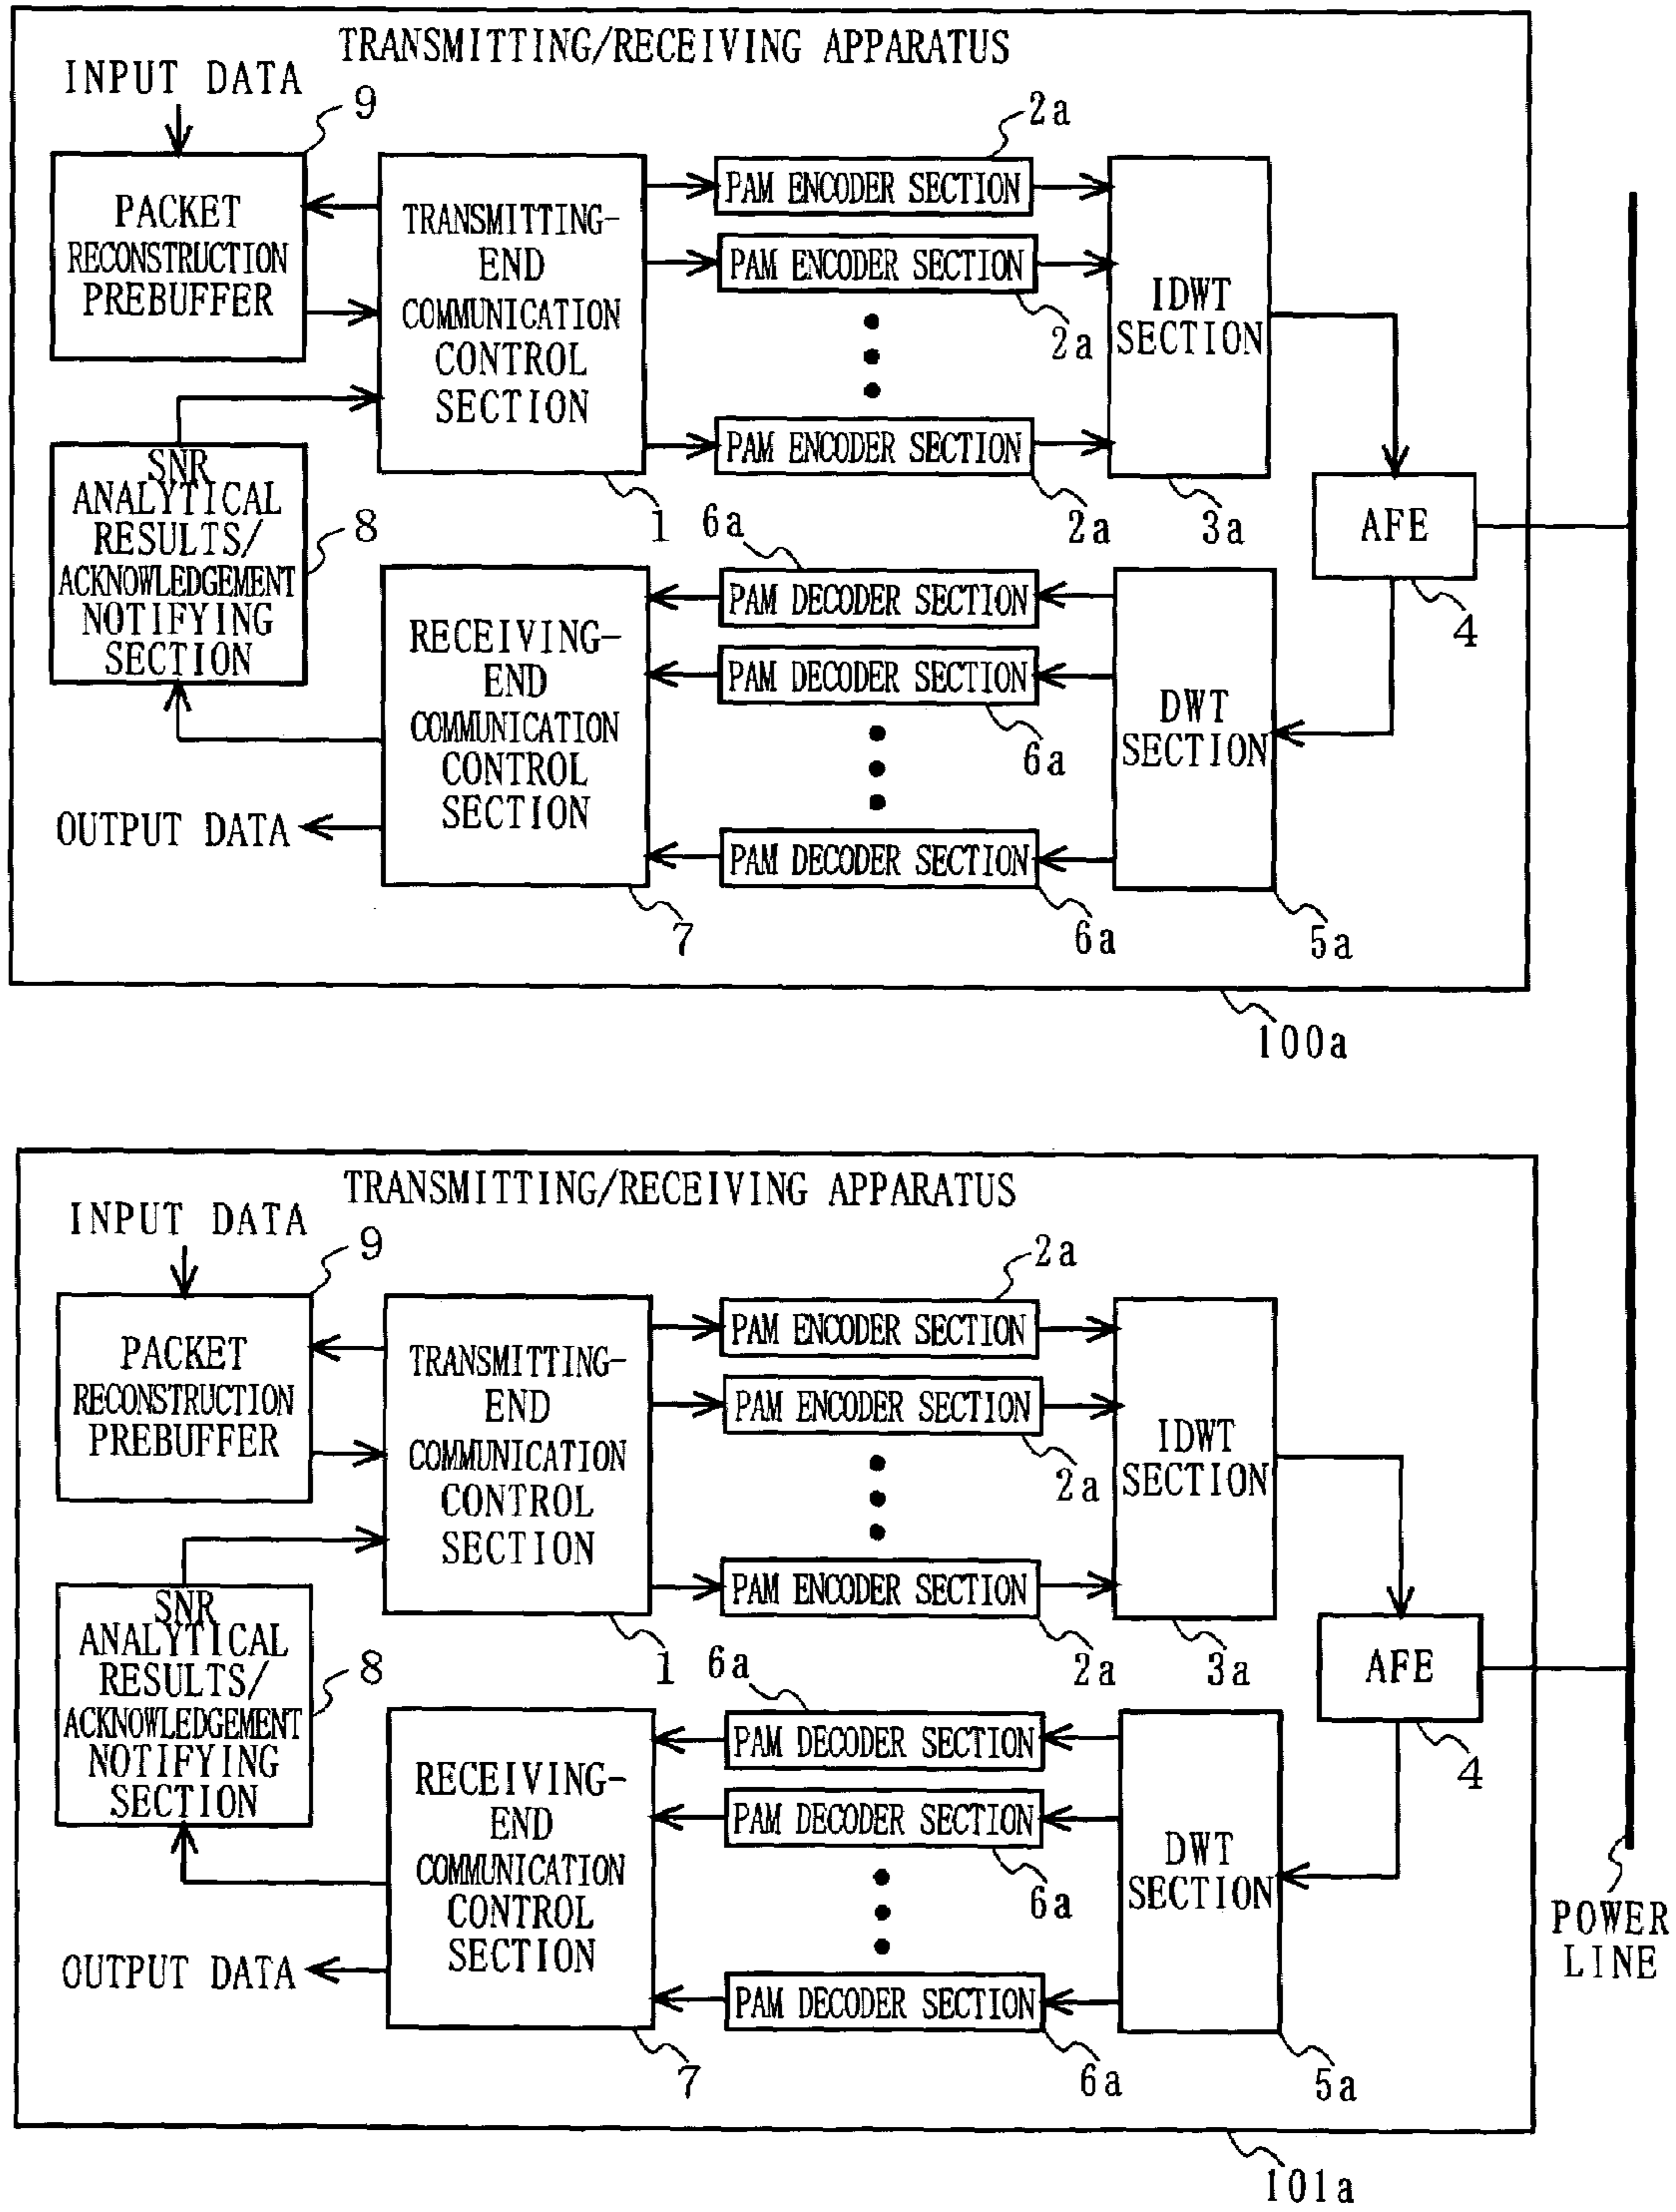 TRANSMITTING/RECEIVING APPARATUS
INPUT DATA
9
2a
PACKET
RECONSTRUCTION
PREBUFFER
TRANSMITTING-
END
COMMUNICATION
CONTROL
SECTION
PAM ENCODER SECTION
PAM ENCODER SECTION
2a
PAM ENCODER SECTION
IDWT
SECTION
SNR
ANALYTICAL
RESULTS/
ACKNOWLEDGEMENT
NOTIFYING
SECTION
8
1
6a
2a
3a
AFE
4
RECEIVING-
END
COMMUNICATION
CONTROL
SECTION
PAM DECODER SECTION
PAM DECODER SECTION
6a
PAM DECODER SECTION
DWT
SECTION
OUTPUT DATA
7
6a
5a
100a
TRANSMITTING/RECEIVING APPARATUS
INPUT DATA
9
2a
PACKET
RECONSTRUCTION
PREBUFFER
TRANSMITTING-
END
COMMUNICATION
CONTROL
SECTION
PAM ENCODER SECTION
PAM ENCODER SECTION
2a
PAM ENCODER SECTION
IDWT
SECTION
SNR
ANALYTICAL
RESULTS/
ACKNOWLEDGEMENT
NOTIFYING
SECTION
8
1
6a
2a
3a
AFE
4
RECEIVING-
END
COMMUNICATION
CONTROL
SECTION
PAM DECODER SECTION
PAM DECODER SECTION
6a
PAM DECODER SECTION
DWT
SECTION
POWER
LINE
OUTPUT DATA
7
6a
5a
101a